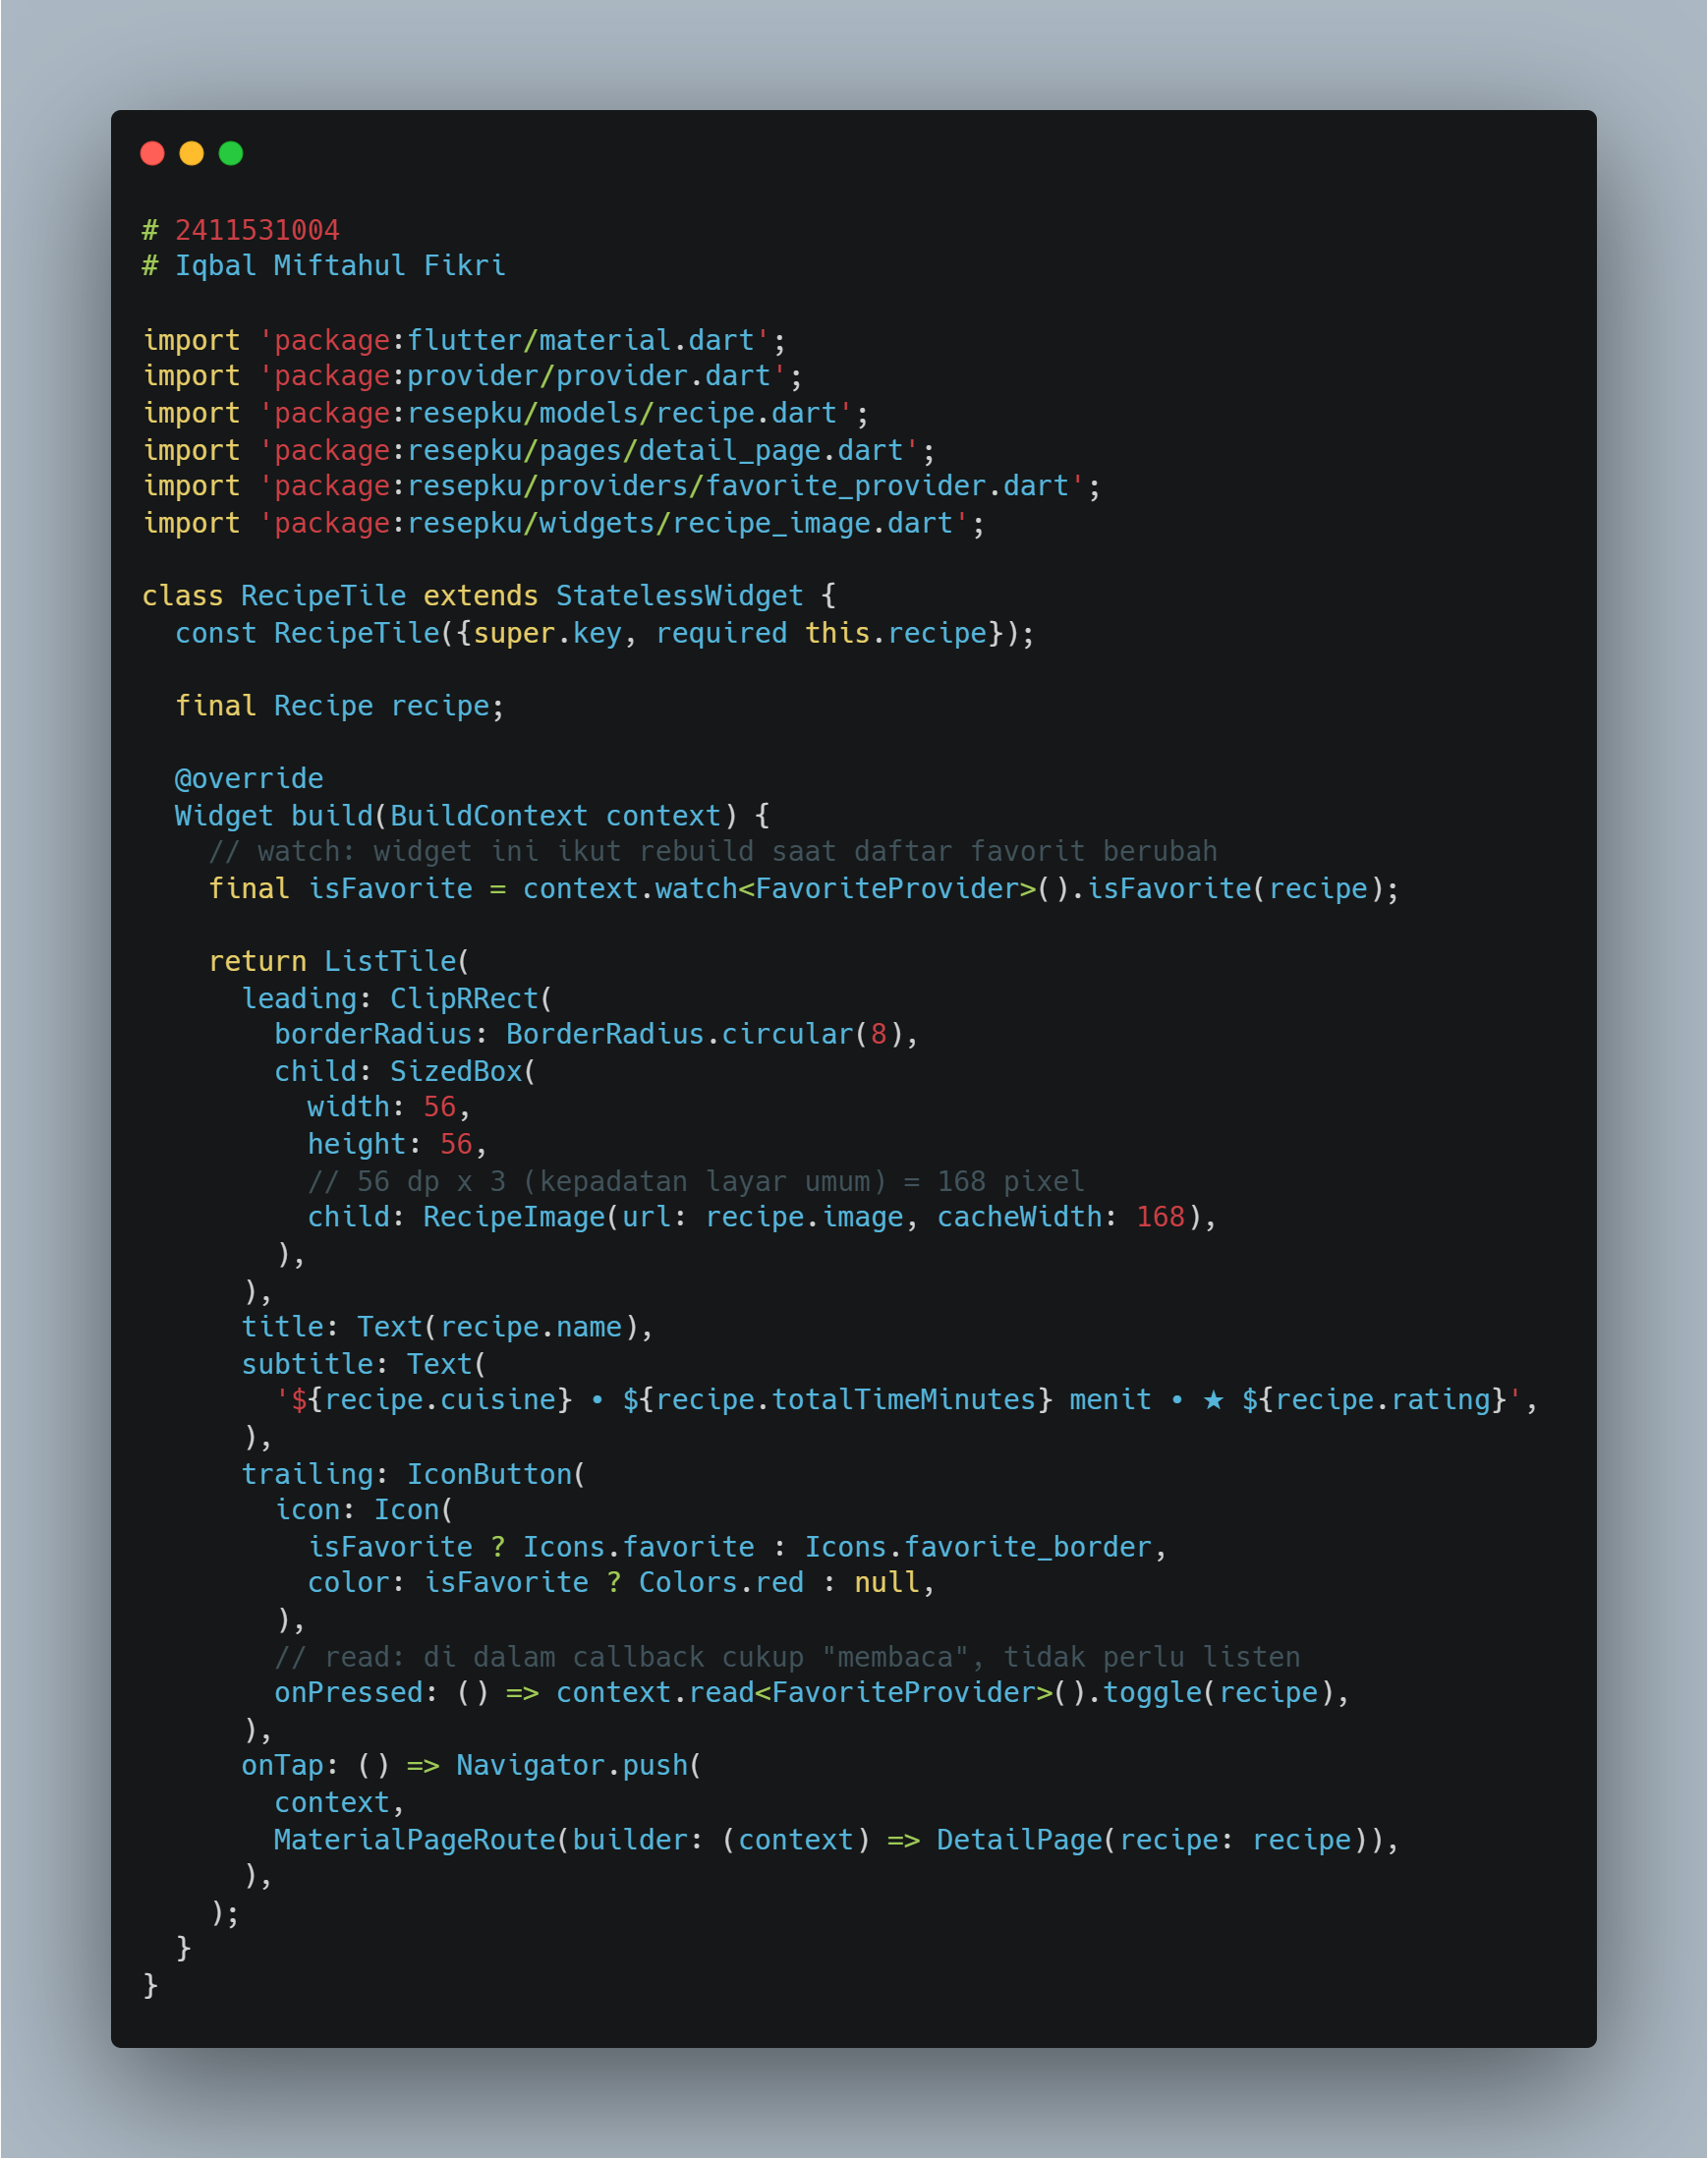 # 2411531004
# Iqbal Miftahul Fikri

import 'package:flutter/material.dart';
import 'package:provider/provider.dart';
import 'package:resepku/models/recipe.dart';
import 'package:resepku/pages/detail_page.dart';
import 'package:resepku/providers/favorite_provider.dart';
import 'package:resepku/widgets/recipe_image.dart';

class RecipeTile extends StatelessWidget {
  const RecipeTile({super.key, required this.recipe});

  final Recipe recipe;

  @override
  Widget build(BuildContext context) {
    // watch: widget ini ikut rebuild saat daftar favorit berubah
    final isFavorite = context.watch<FavoriteProvider>().isFavorite(recipe);

    return ListTile(
      leading: ClipRRect(
        borderRadius: BorderRadius.circular(8),
        child: SizedBox(
          width: 56,
          height: 56,
          // 56 dp x 3 (kepadatan layar umum) = 168 pixel
          child: RecipeImage(url: recipe.image, cacheWidth: 168),
        ),
      ),
      title: Text(recipe.name),
      subtitle: Text(
        '${recipe.cuisine} • ${recipe.totalTimeMinutes} menit • ★ ${recipe.rating}',
      ),
      trailing: IconButton(
        icon: Icon(
          isFavorite ? Icons.favorite : Icons.favorite_border,
          color: isFavorite ? Colors.red : null,
        ),
        // read: di dalam callback cukup "membaca", tidak perlu listen
        onPressed: () => context.read<FavoriteProvider>().toggle(recipe),
      ),
      onTap: () => Navigator.push(
        context,
        MaterialPageRoute(builder: (context) => DetailPage(recipe: recipe)),
      ),
    );
  }
}